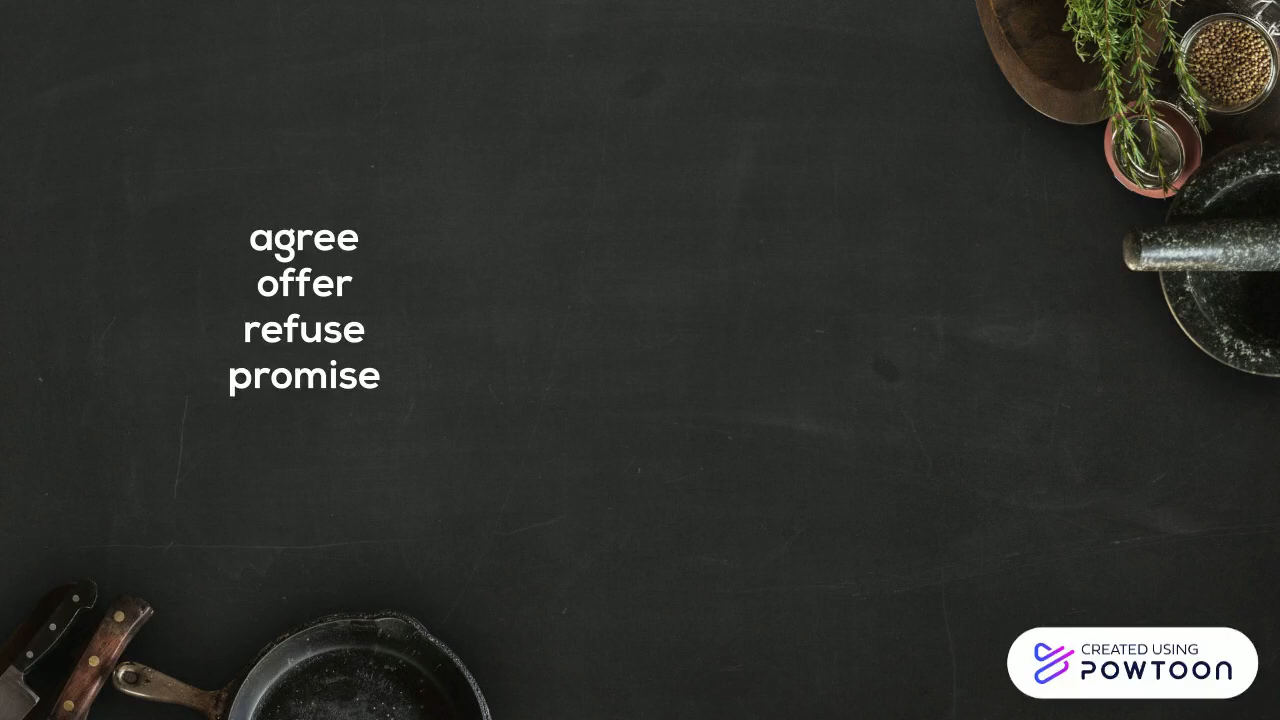 agree
offer
refuse
promise
CREATED USING
POWTOON